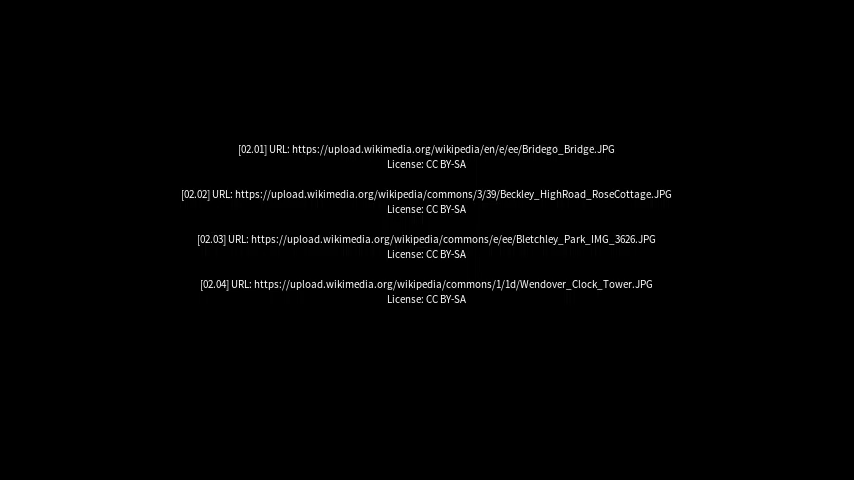 [02.01] URL: https://upload.wikimedia.org/wikipedia/en/e/ee/Bridego_Bridge.JPG
License: CC BY-SA
[02.02] URL: https://upload.wikimedia.org/wikipedia/commons/3/39/Beckley_HighRoad_RoseCottage.JPG
License: CC BY-SA
[02.03] URL: https://upload.wikimedia.org/wikipedia/commons/e/ee/Bletchley_Park_IMG_3626.JPG
License: CC BY-SA
[02.04] URL: https://upload.wikimedia.org/wikipedia/commons/1/1d/Wendover_Clock_Tower.JPG
License: CC BY-SA